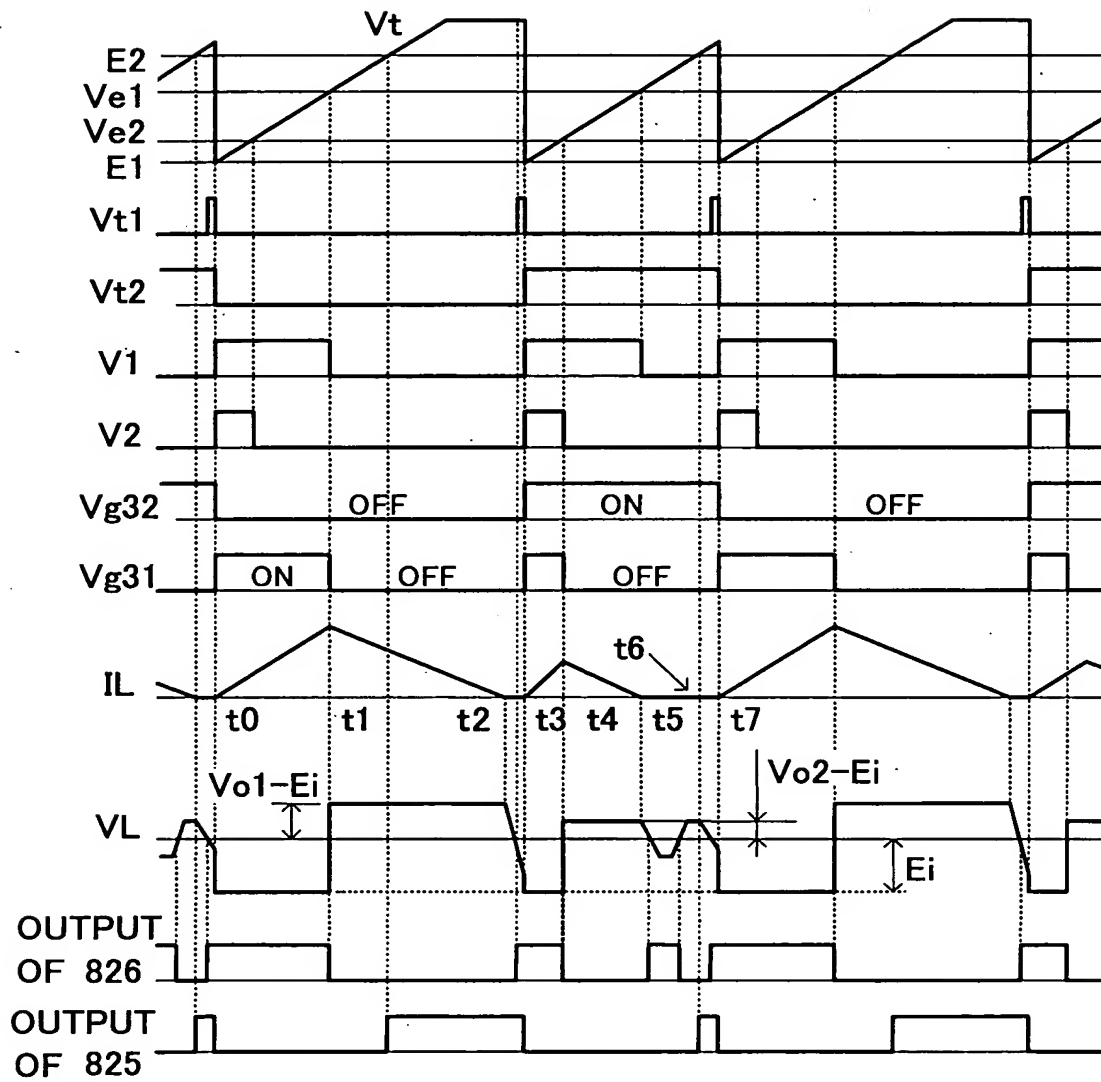 Vt
E2
Ve1
Ve2
E1
Vt1
Vt2
V1
V2
Vg32 OFF ON OFF
Vg31 ON OFF OFF
t6
IL
t0 t1 t2 t3 t4 t5 t7
Vo1-Ei Vo2-Ei
VL
Ei
OUTPUT
OF 826
OUTPUT
OF 825